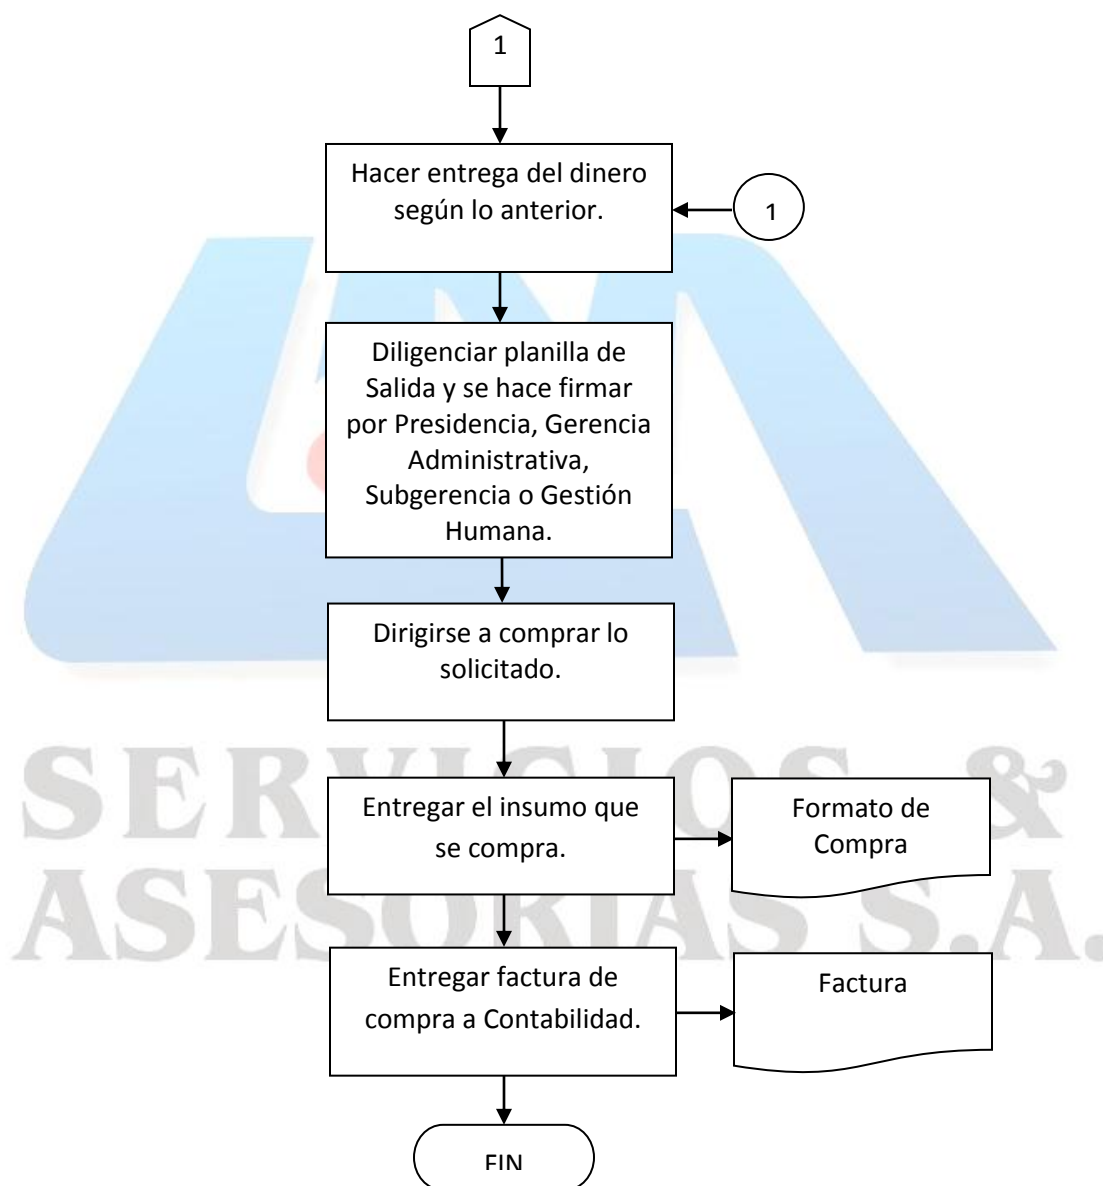 1
Hacer entrega del dinero
según lo anterior.
1
Diligenciar planilla de
Salida y se hace firmar
por Presidencia, Gerencia
Administrativa,
Subgerencia o Gestión
Humana.
Dirigirse a comprar lo
solicitado.
SERVICIOS &
Entregar el insumo que
se compra.
Formato de
Compra
ASESORIAS S.A.
Entregar factura de
compra a Contabilidad.
Factura
FIN